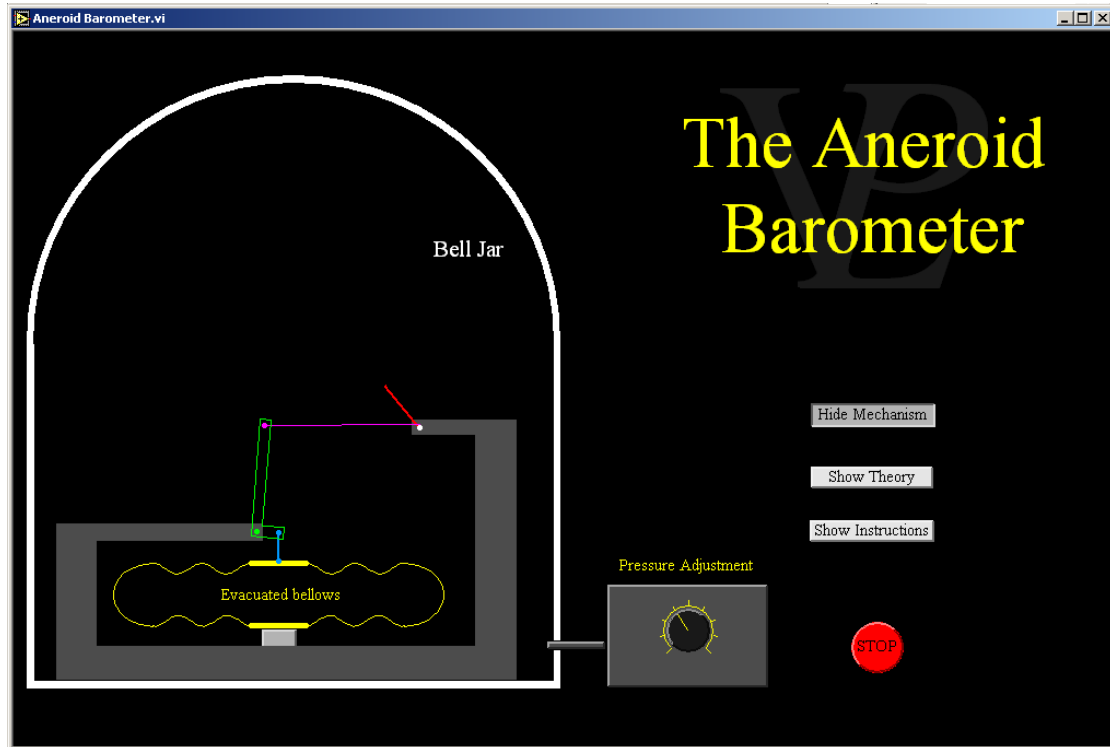 Aneroid Barometer.vi
The Aneroid
Barometer
Bell Jar
Hide Mechanism
Show Theory
Show Instructions
Pressure Adjustment
Evacuated bellows
STOP